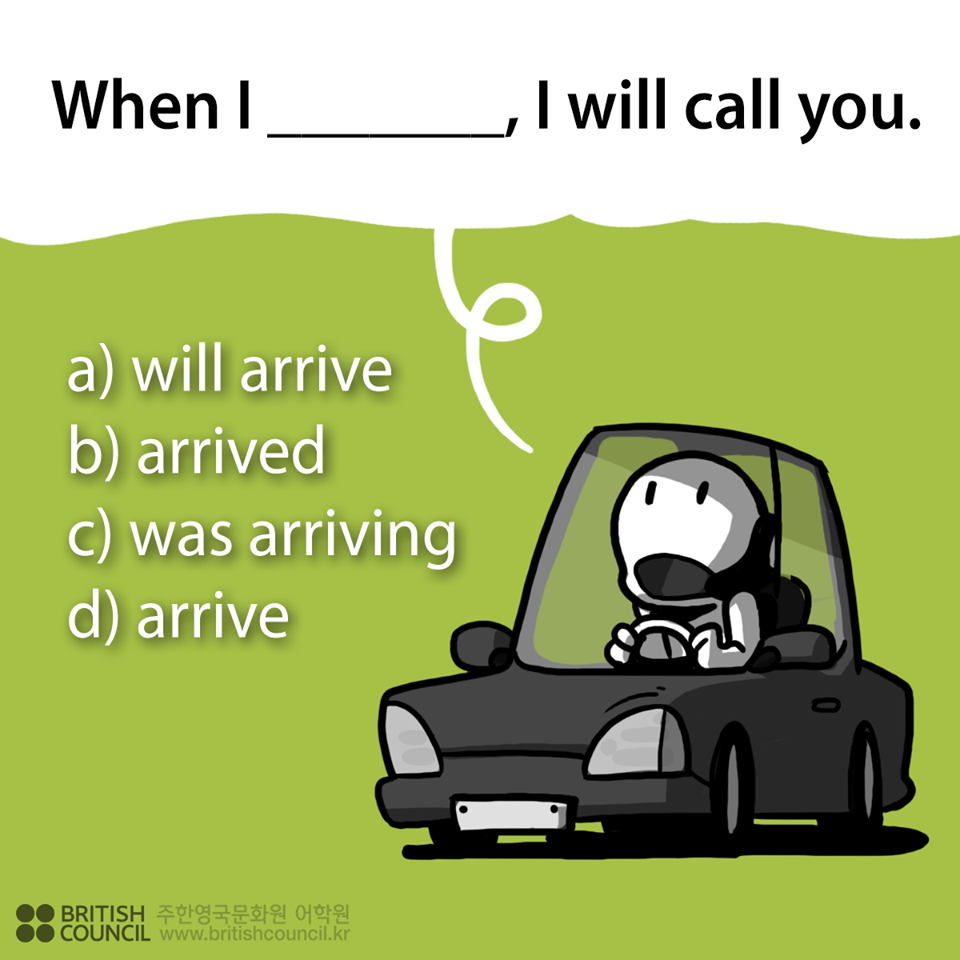 When I _______, I will call you.
a) will arrive
b) arrived
c) was arriving
d) arrive
BRITISH COUNCIL
주한영국문화원 어학원
www.britishcouncil.kr